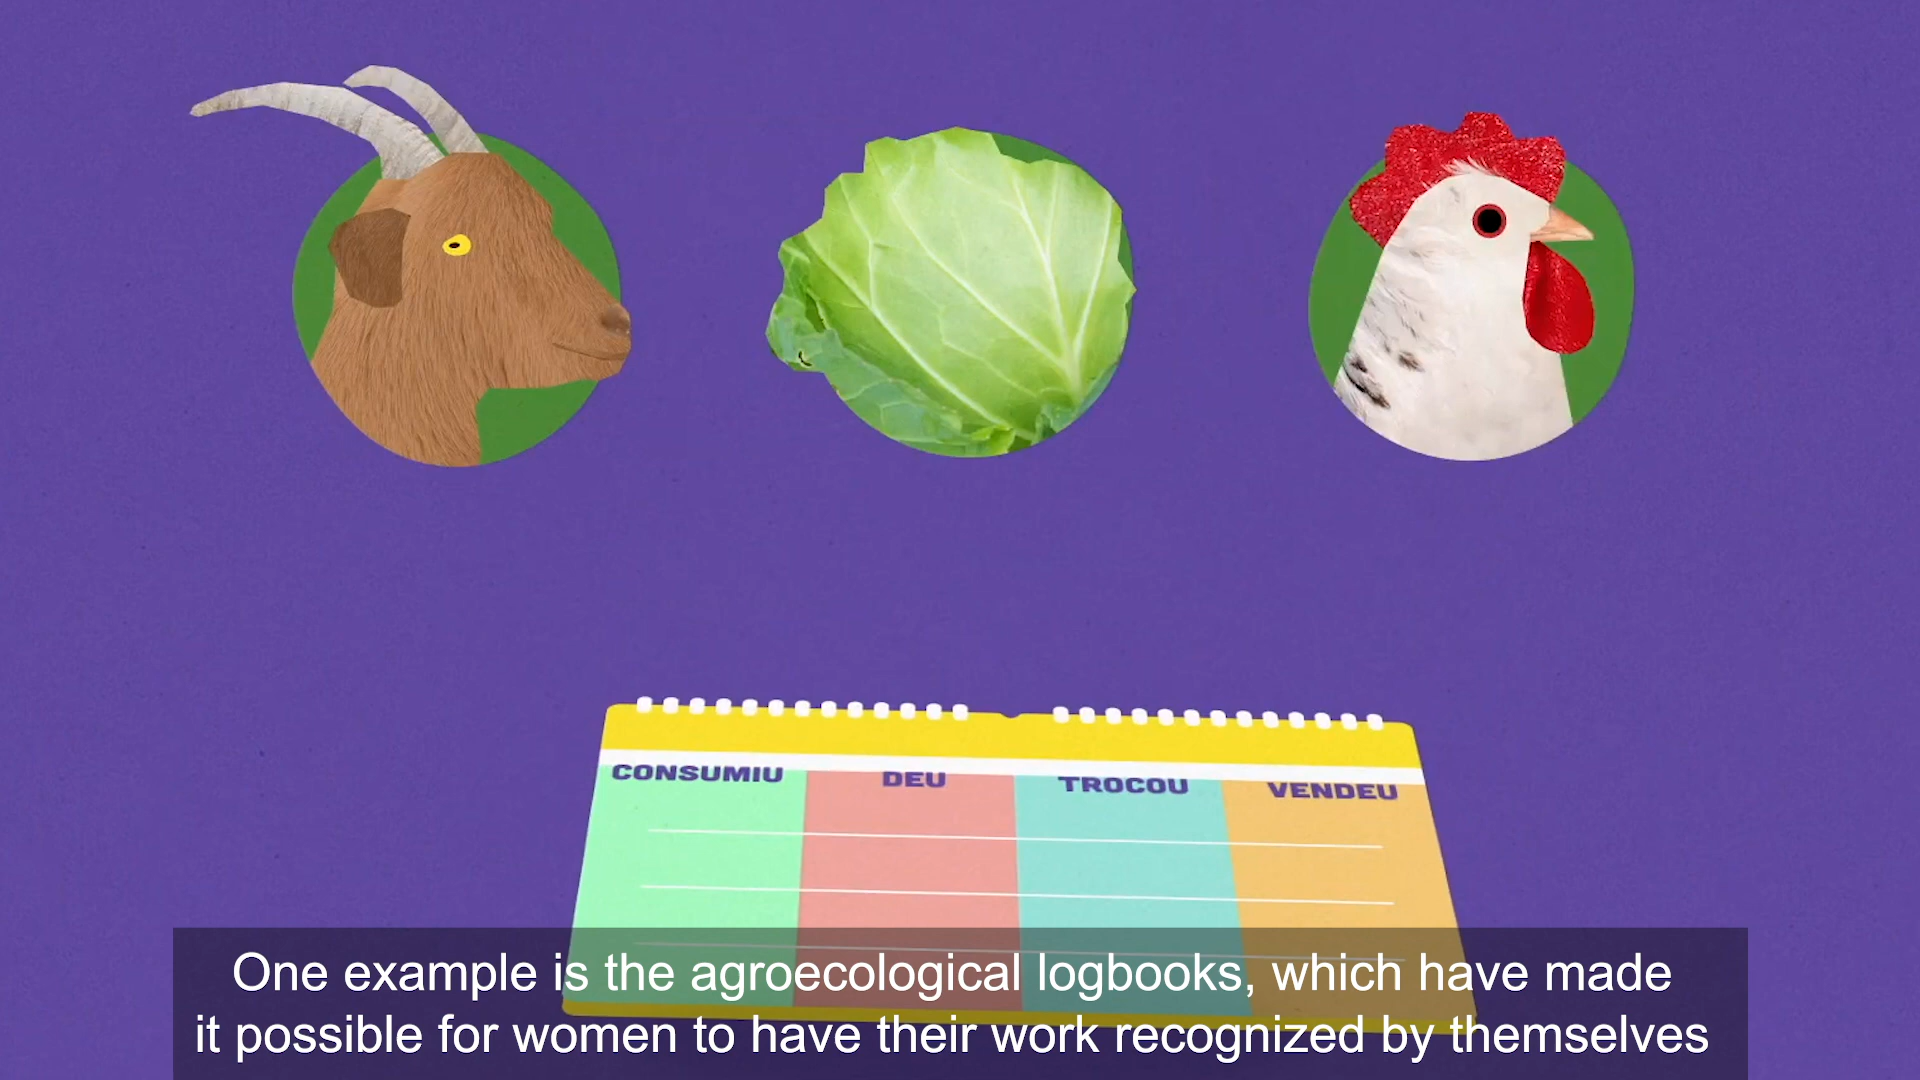 CONSUMIU DEU TROCOU VENDEU
One example is the agroecological logbooks, which have made
it possible for women to have their work recognized by themselves